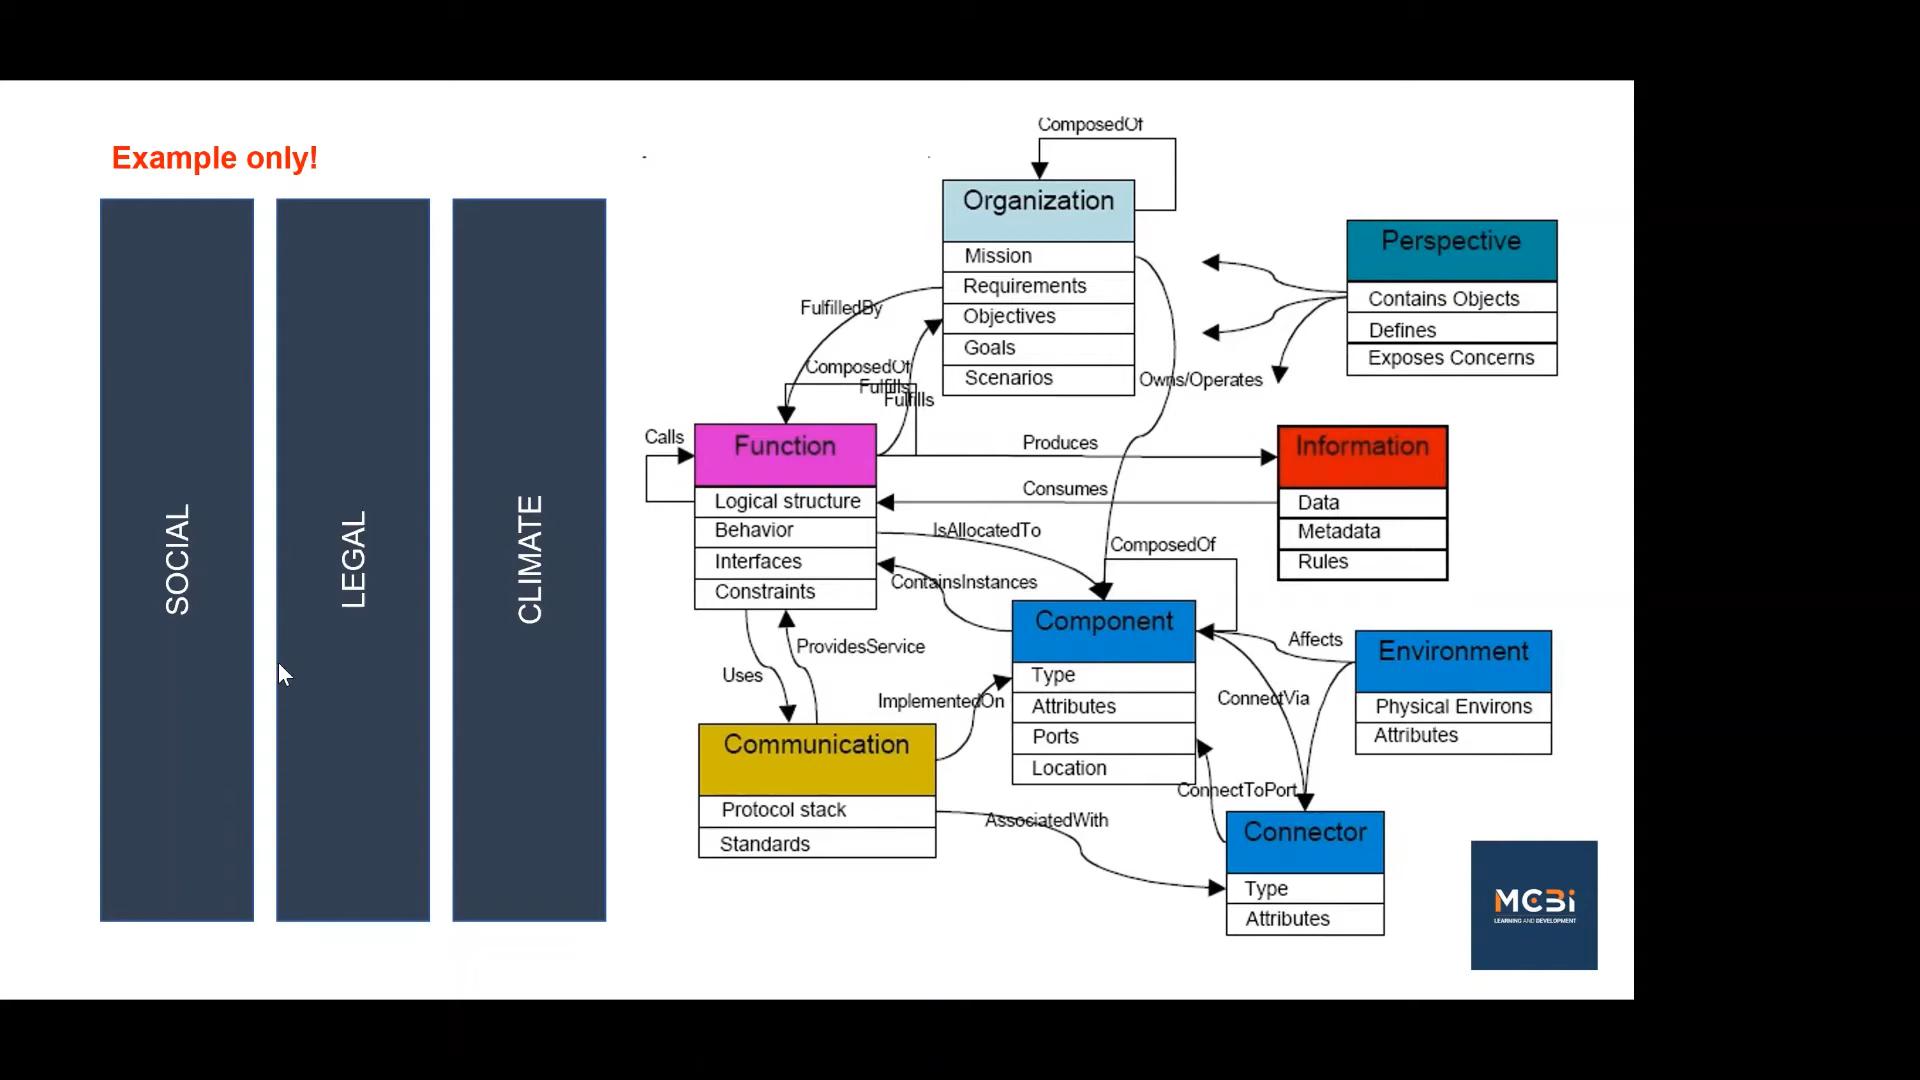 Example only!
SOCIAL
LEGAL
CLIMATE
ComposedOf
Organization
Mission
Requirements
Objectives
Goals
Scenarios
Perspective
Contains Objects
Defines
Exposes Concerns
FulfilledBy
ComposedOf
Fulfills
Fulfills
Owns/Operates
Calls
Function
Logical structure
Behavior
Interfaces
Constraints
Produces
Consumes
Information
Data
Metadata
Rules
IsAllocatedTo
ComposedOf
ContainsInstances
Component
Type
Attributes
Ports
Location
Affects
Environment
Physical Environs
Attributes
Uses
ProvidesService
ImplementedOn
ConnectVia
Communication
Protocol stack
Standards
ConnectToPort
AssociatedWith
Connector
Type
Attributes
MCBi
LEARNING AND DEVELOPMENT